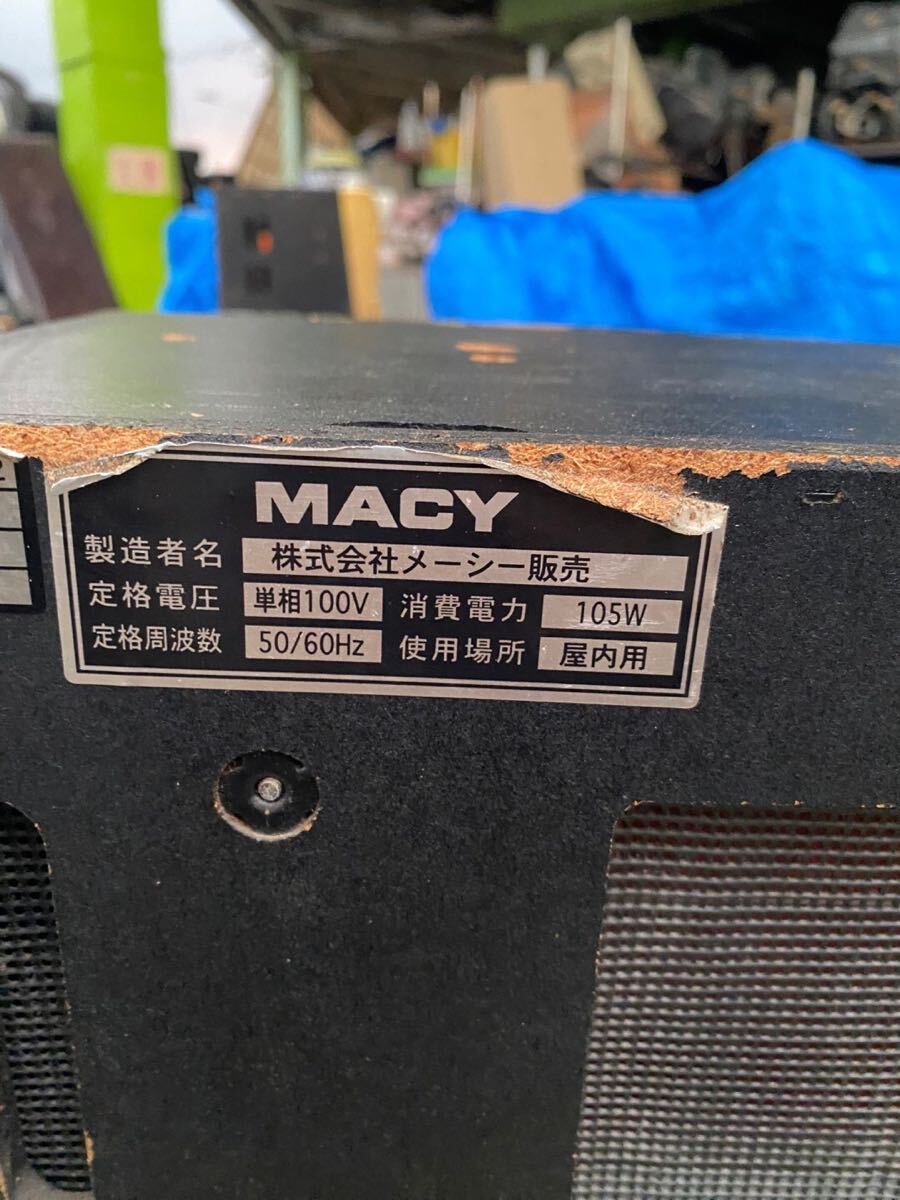 MACY
製造者名 株式会社メーシー販売
定格電圧 単相100V 消費電力 105W
定格周波数 50/60Hz 使用場所 屋内用